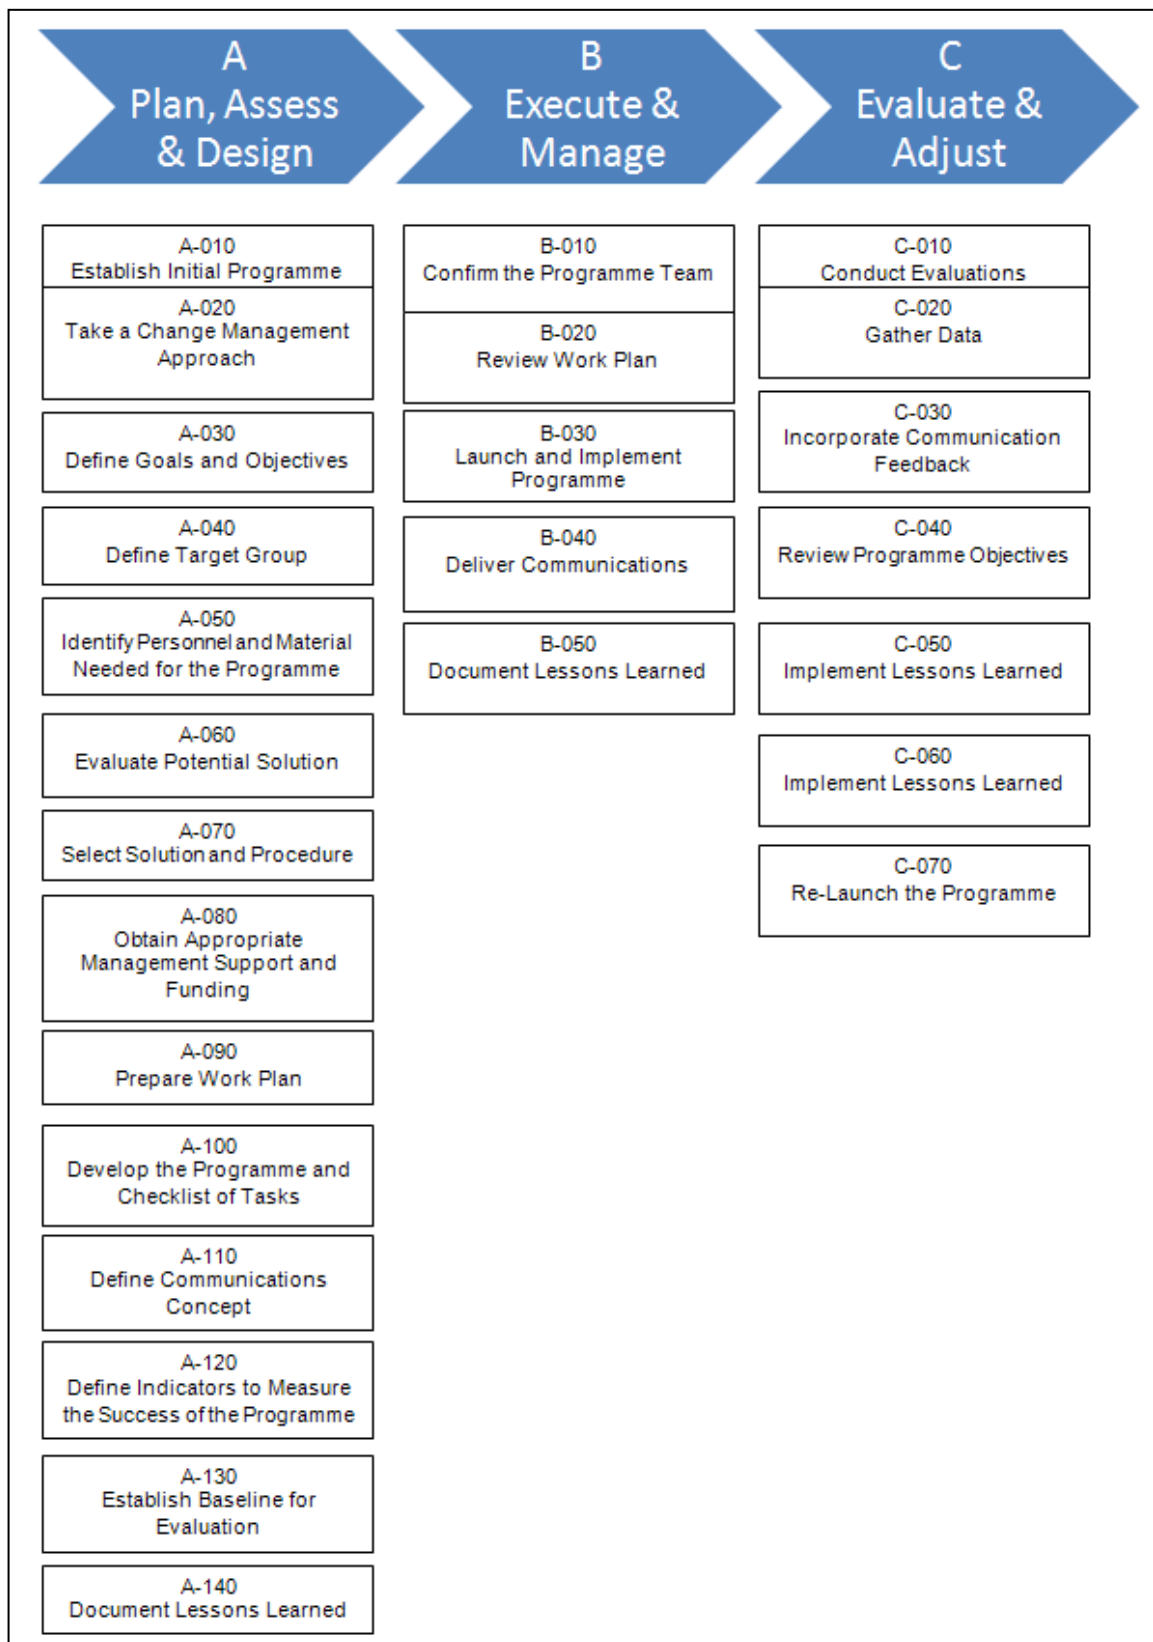 A
Plan, Assess
& Design
B
Execute &
Manage
C
Evaluate &
Adjust
A-010
Establish Initial Programme
A-020
Take a Change Management
Approach
A-030
Define Goals and Objectives
A-040
Define Target Group
A-050
Identify Personnel and Material
Needed for the Programme
A-060
Evaluate Potential Solution
A-070
Select Solution and Procedure
A-080
Obtain Appropriate
Management Support and
Funding
A-090
Prepare Work Plan
A-100
Develop the Programme and
Checklist of Tasks
A-110
Define Communications
Concept
A-120
Define Indicators to Measure
the Success of the Programme
A-130
Establish Baseline for
Evaluation
A-140
Document Lessons Learned
B-010
Confirm the Programme Team
B-020
Review Work Plan
B-030
Launch and Implement
Programme
B-040
Deliver Communications
B-050
Document Lessons Learned
C-010
Conduct Evaluations
C-020
Gather Data
C-030
Incorporate Communication
Feedback
C-040
Review Programme Objectives
C-050
Implement Lessons Learned
C-060
Implement Lessons Learned
C-070
Re-Launch the Programme